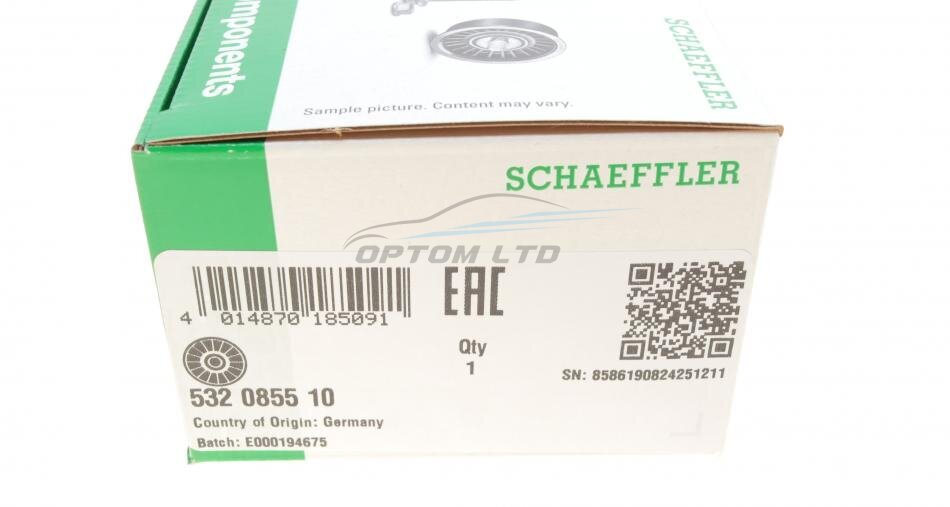 mponents
Sample picture. Content may vary.
SCHAEFFLER
SCHAEFFLER
OPTOM LTD
4 014870 185091
EAC
Qty
1
SN: 8586190824251211
532 0855 10
Country of Origin: Germany
Batch: E000194675